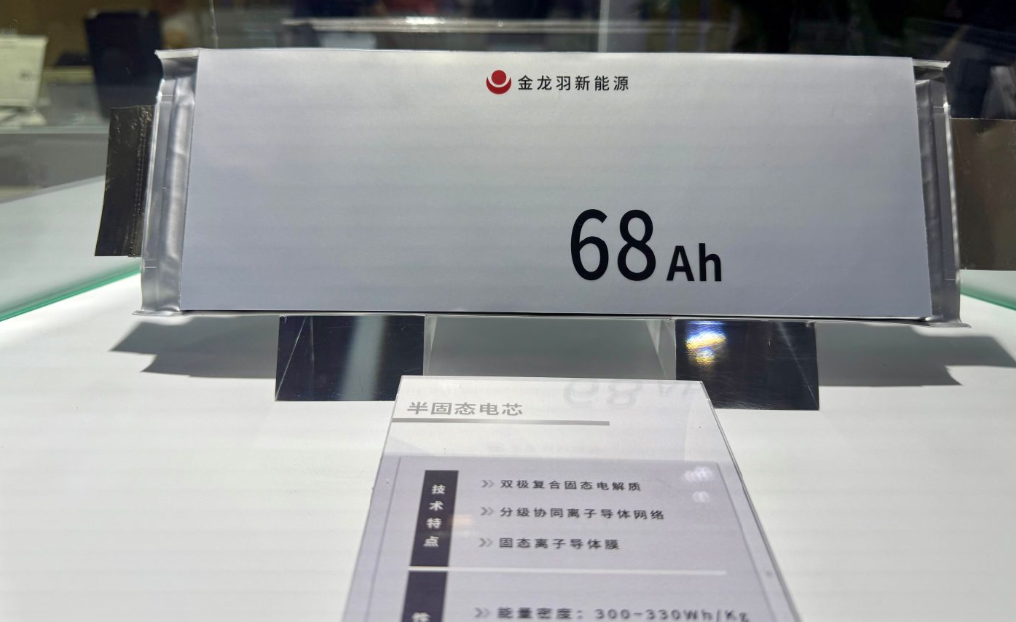 金龙羽新能源
68Ah
半固态电芯
技术特点
双极复合固态电解质
分级协同离子导体网络
固态离子导体膜
性
能量密度：300-330Wh/Kg